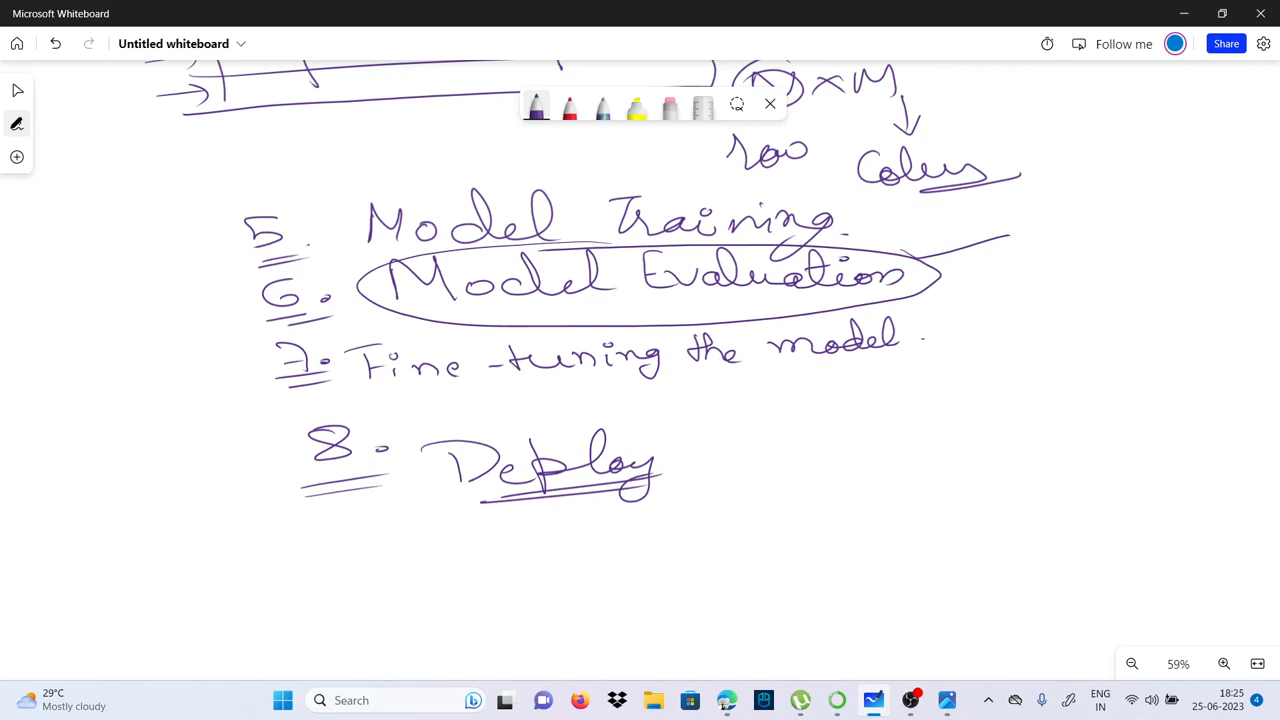 Microsoft Whiteboard
Untitled whiteboard
Follow me
Share
(N) × M
row
5. Model Training.
6. Model Evaluation
7. Fine-tuning the model.
8. Deploy
59%
29°C
Mostly cloudy
Search
ENG
IN
18:25
25-06-2023
4